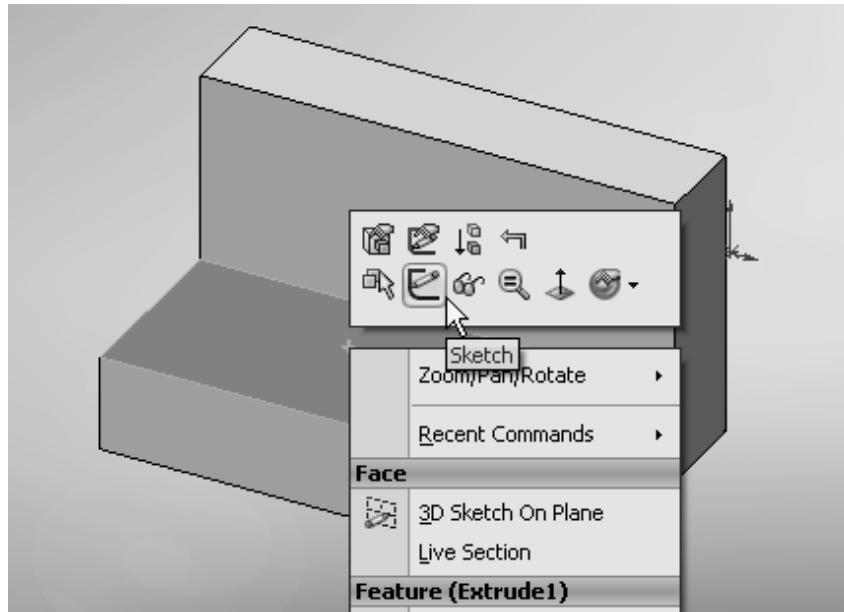 Sketch
Zoom/Pan/Rotate
Recent Commands
Face
3D Sketch On Plane
Live Section
Feature (Extrude1)